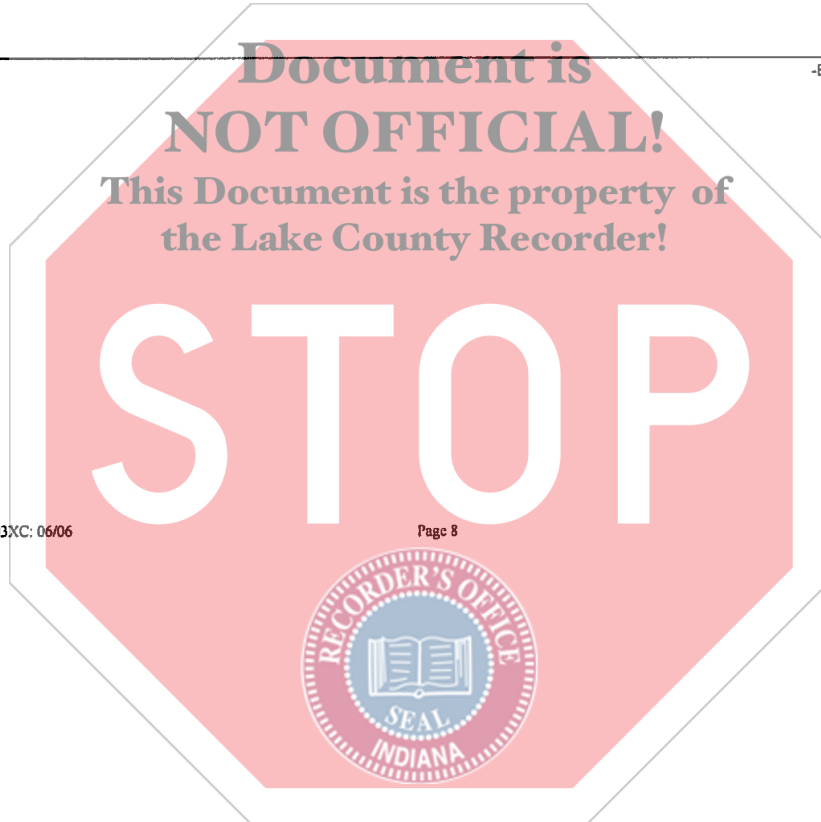 Document is
NOT OFFICIAL!
This Document is the property of
the Lake County Recorder!
STOP
3XC: 06/06
Page 8
RECORDER'S OFFICE
SEAL
INDIANA